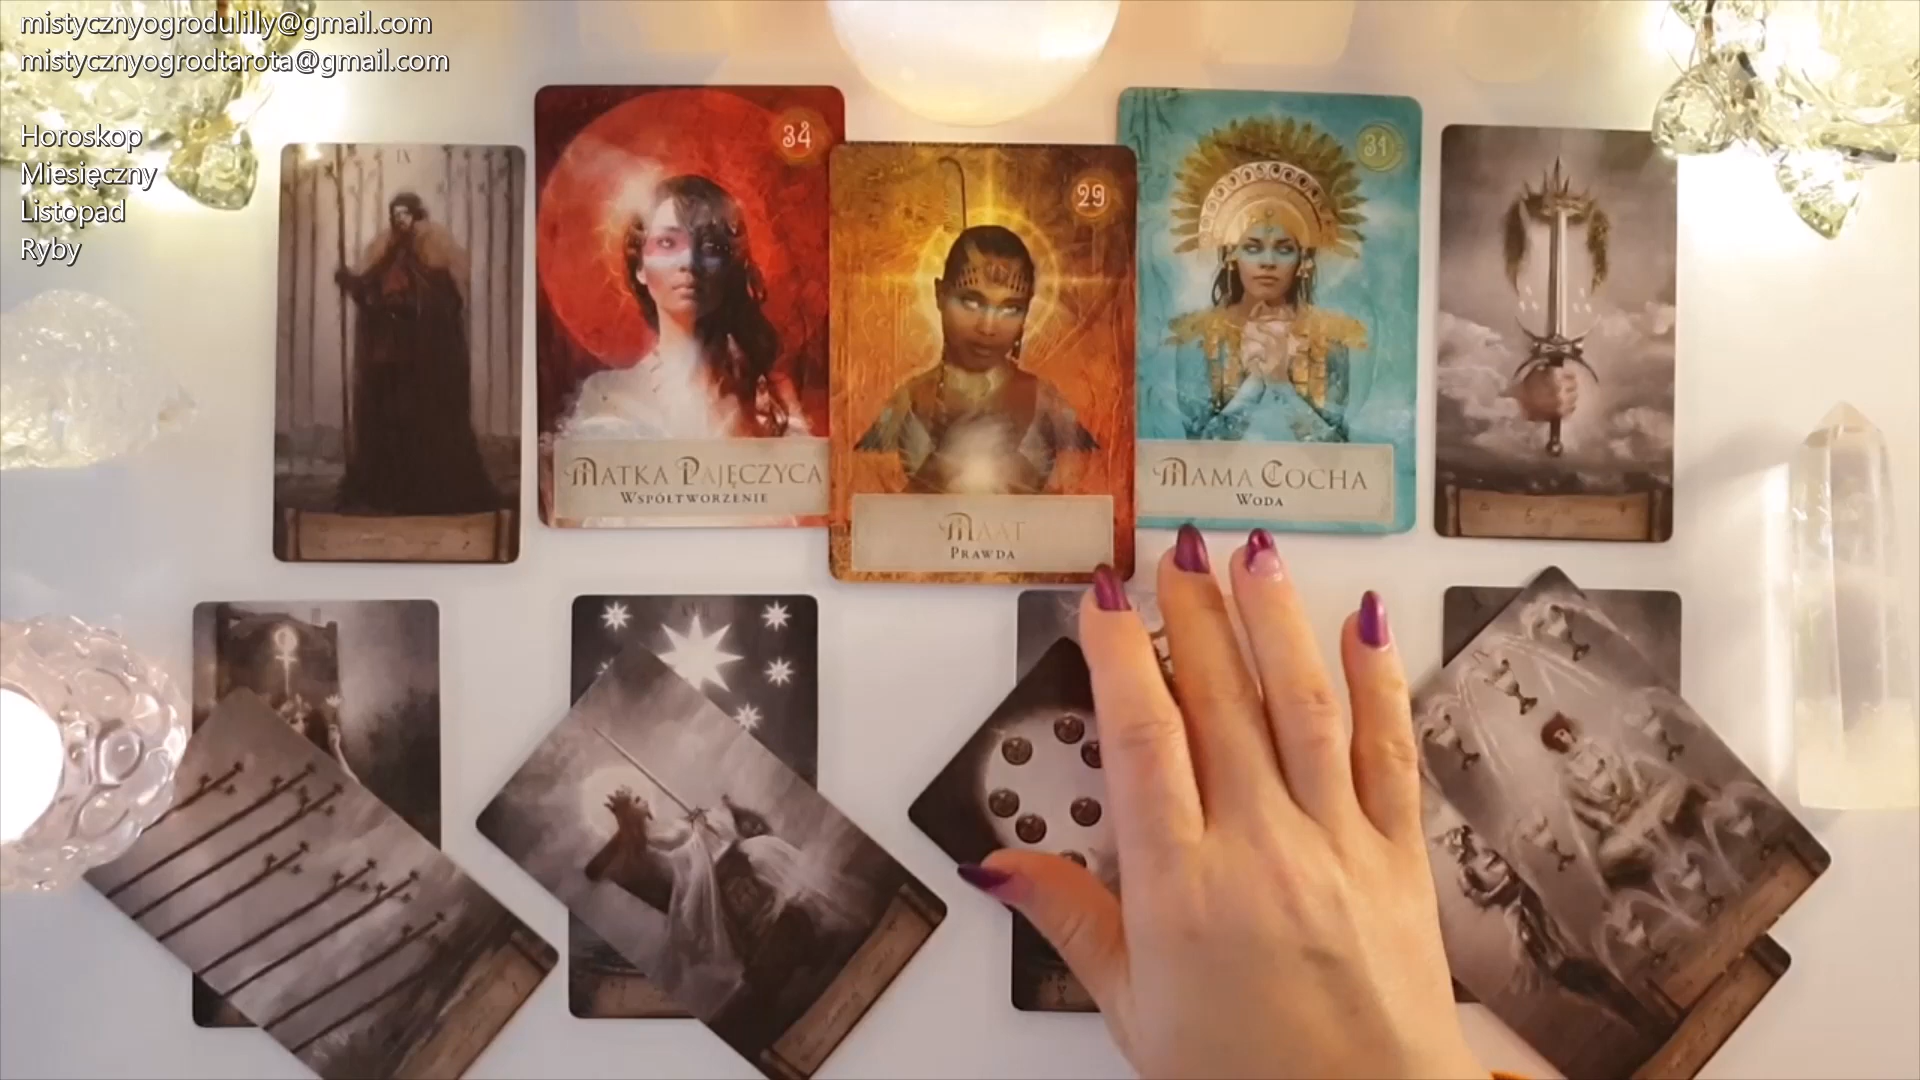 mistycznyogrodulilly@gmail.com
mistycznyogrodtarota@gmail.com
Horoskop
Miesięczny
Listopad
Ryby
IX
34
Matka Pajęczyca
Współtworzenie
29
Maat
Prawda
31
Mama Cocha
Woda
XVII